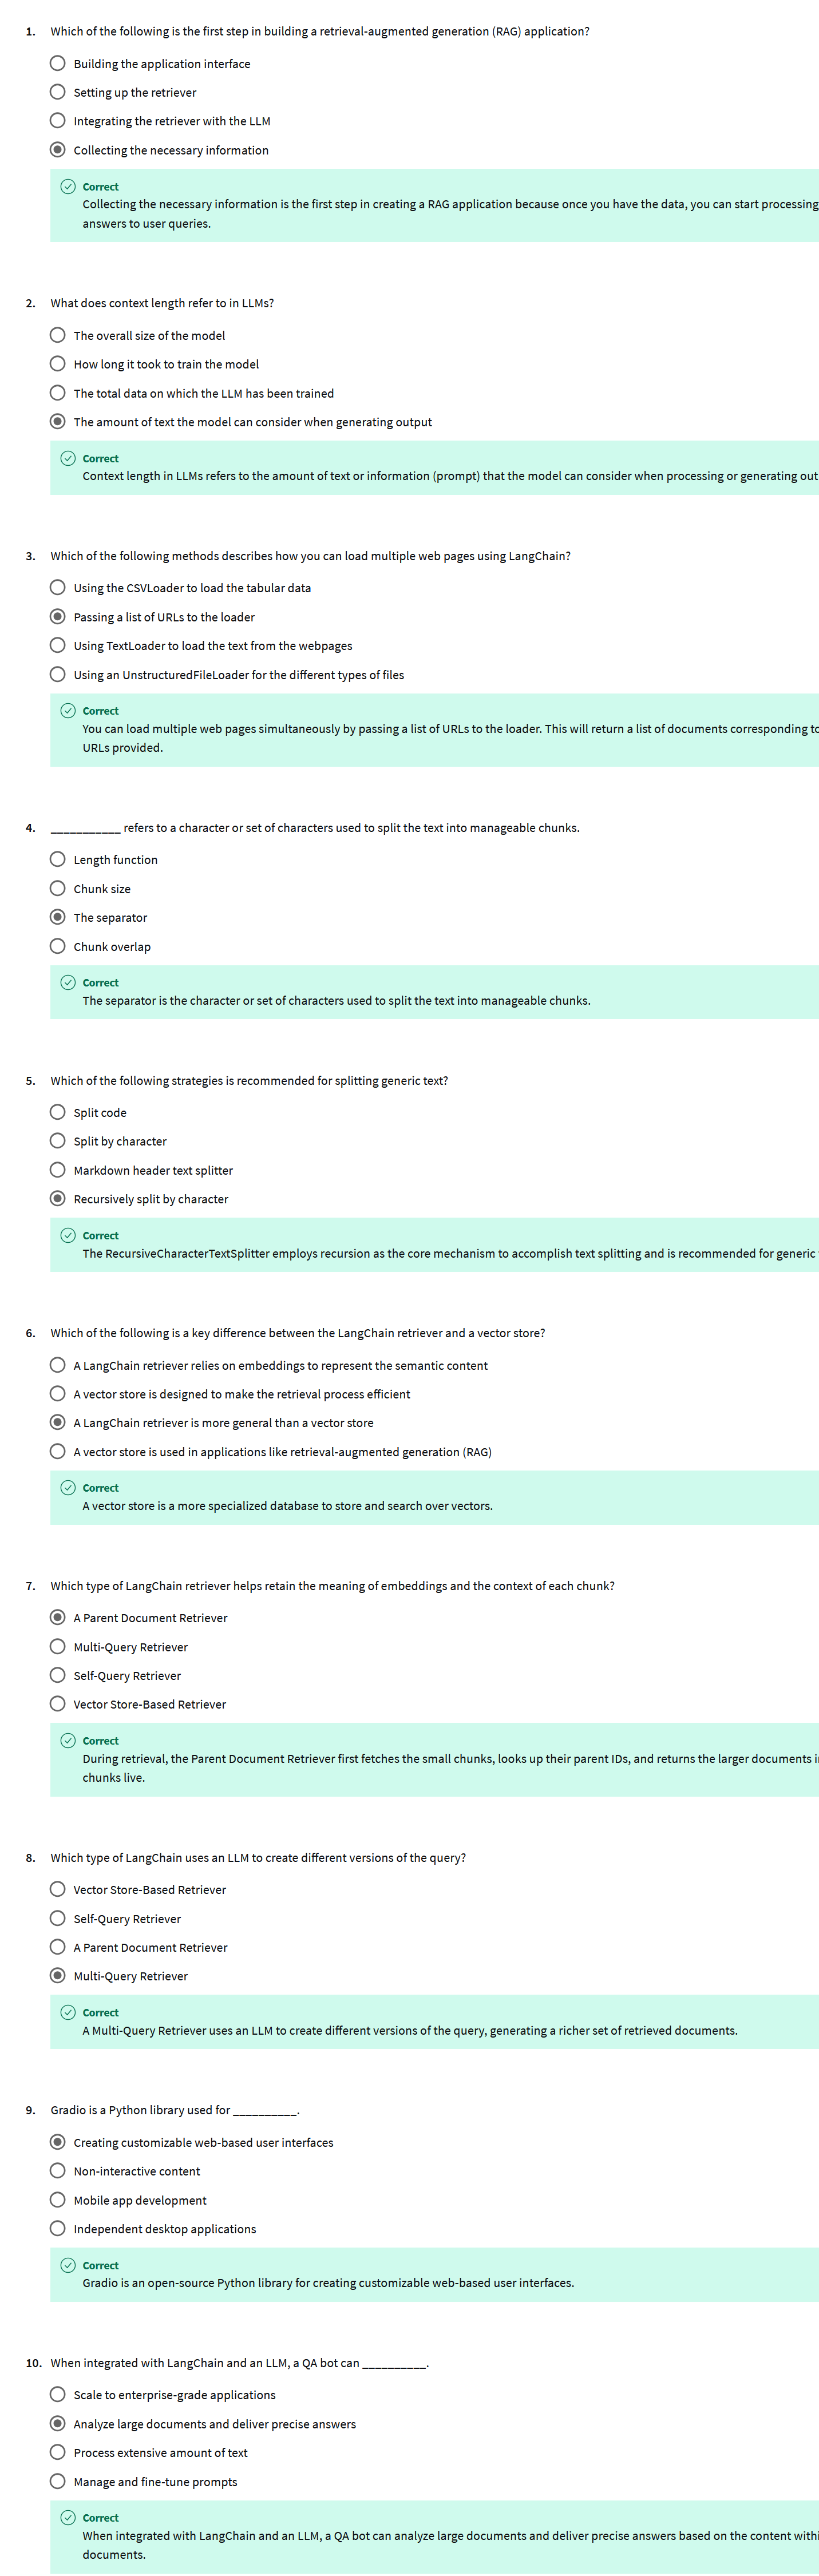 1. Which of the following is the first step in building a retrieval-augmented generation (RAG) application?
Building the application interface
Setting up the retriever
Integrating the retriever with the LLM
Collecting the necessary information
Correct
Collecting the necessary information is the first step in creating a RAG application because once you have the data, you can start processing
answers to user queries.
2. What does context length refer to in LLMs?
The overall size of the model
How long it took to train the model
The total data on which the LLM has been trained
The amount of text the model can consider when generating output
Correct
Context length in LLMs refers to the amount of text or information (prompt) that the model can consider when processing or generating out
3. Which of the following methods describes how you can load multiple web pages using LangChain?
Using the CSVLoader to load the tabular data
Passing a list of URLs to the loader
Using TextLoader to load the text from the webpages
Using an UnstructuredFileLoader for the different types of files
Correct
You can load multiple web pages simultaneously by passing a list of URLs to the loader. This will return a list of documents corresponding to
URLs provided.
4. ___________ refers to a character or set of characters used to split the text into manageable chunks.
Length function
Chunk size
The separator
Chunk overlap
Correct
The separator is the character or set of characters used to split the text into manageable chunks.
5. Which of the following strategies is recommended for splitting generic text?
Split code
Split by character
Markdown header text splitter
Recursively split by character
Correct
The RecursiveCharacterTextSplitter employs recursion as the core mechanism to accomplish text splitting and is recommended for generic
6. Which of the following is a key difference between the LangChain retriever and a vector store?
A LangChain retriever relies on embeddings to represent the semantic content
A vector store is designed to make the retrieval process efficient
A LangChain retriever is more general than a vector store
A vector store is used in applications like retrieval-augmented generation (RAG)
Correct
A vector store is a more specialized database to store and search over vectors.
7. Which type of LangChain retriever helps retain the meaning of embeddings and the context of each chunk?
A Parent Document Retriever
Multi-Query Retriever
Self-Query Retriever
Vector Store-Based Retriever
Correct
During retrieval, the Parent Document Retriever first fetches the small chunks, looks up their parent IDs, and returns the larger documents
chunks live.
8. Which type of LangChain uses an LLM to create different versions of the query?
Vector Store-Based Retriever
Self-Query Retriever
A Parent Document Retriever
Multi-Query Retriever
Correct
A Multi-Query Retriever uses an LLM to create different versions of the query, generating a richer set of retrieved documents.
9. Gradio is a Python library used for __________.
Creating customizable web-based user interfaces
Non-interactive content
Mobile app development
Independent desktop applications
Correct
Gradio is an open-source Python library for creating customizable web-based user interfaces.
10. When integrated with LangChain and an LLM, a QA bot can __________.
Scale to enterprise-grade applications
Analyze large documents and deliver precise answers
Process extensive amount of text
Manage and fine-tune prompts
Correct
When integrated with LangChain and an LLM, a QA bot can analyze large documents and deliver precise answers based on the content withi
documents.